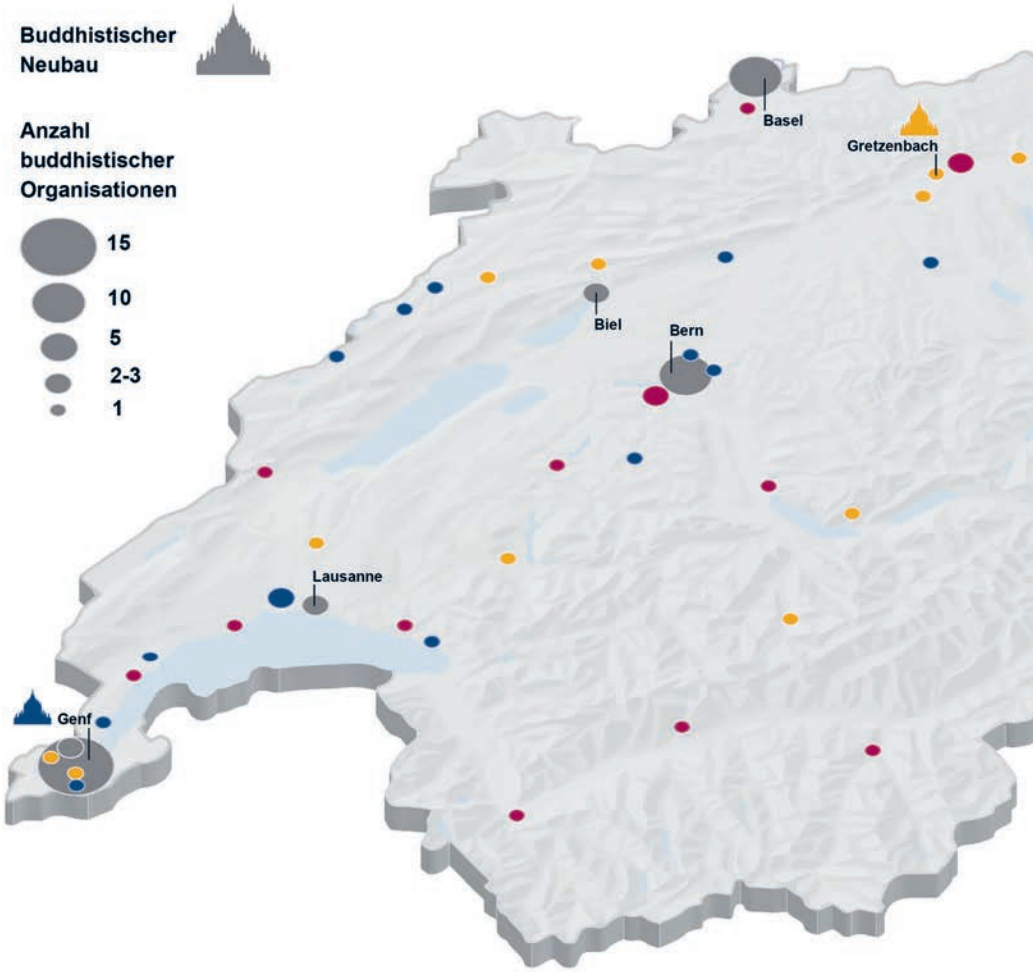 Buddhistischer
Neubau
Anzahl
buddhistischer
Organisationen
15
10
5
2-3
1
Basel
Gretzenbach
Biel
Bern
Lausanne
Genf